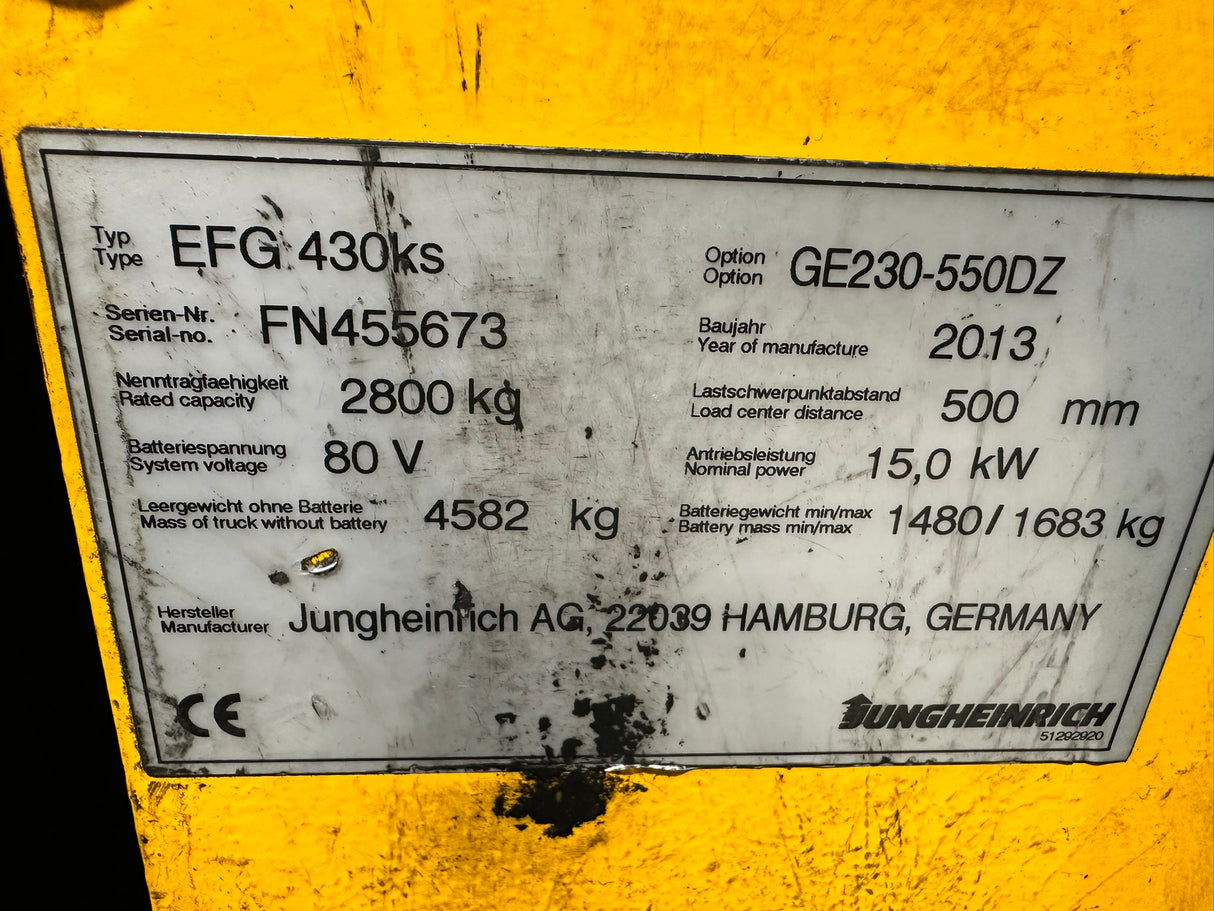 Typ Type EFG 430ks
Option Option GE230-550DZ
Serien-Nr. Serial-no. FN455673
Baujahr Year of manufacture 2013
Nenntragfaehigkeit Rated capacity 2800 kg
Lastschwerpunktabstand Load center distance 500 mm
Batteriespannung System voltage 80 V
Antriebsleistung Nominal power 15,0 kW
Leergewicht ohne Batterie Mass of truck without battery 4582 kg
Batteriegewicht min/max Battery mass min/max 1480/1683 kg
Hersteller Manufacturer Jungheinrich AG, 22039 HAMBURG, GERMANY
CE
JUNGHEINRICH
51292920